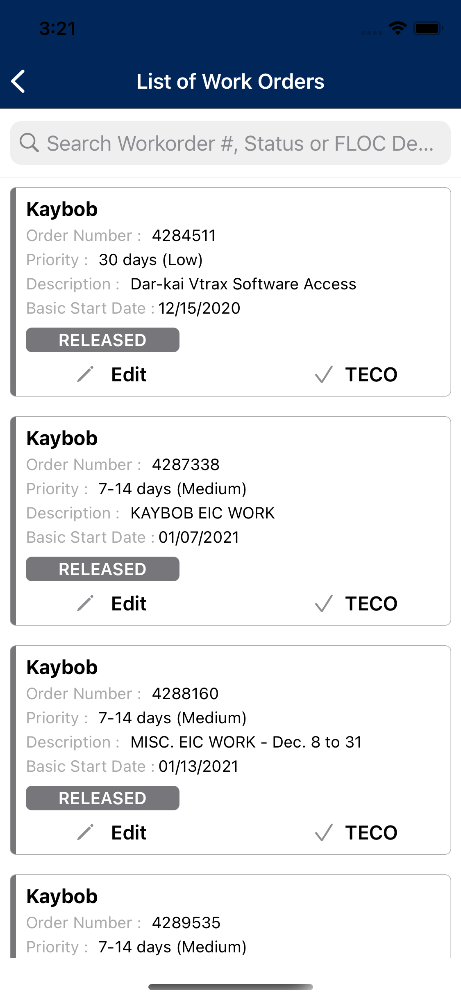 3:21
List of Work Orders
Search Workorder #, Status or FLOC De...
Kaybob
Order Number : 4284511
Priority : 30 days (Low)
Description : Dar-kai Vtrax Software Access
Basic Start Date : 12/15/2020
RELEASED
Edit TECO
Kaybob
Order Number : 4287338
Priority : 7-14 days (Medium)
Description : KAYBOB EIC WORK
Basic Start Date : 01/07/2021
RELEASED
Edit TECO
Kaybob
Order Number : 4288160
Priority : 7-14 days (Medium)
Description : MISC. EIC WORK - Dec. 8 to 31
Basic Start Date : 01/13/2021
RELEASED
Edit TECO
Kaybob
Order Number : 4289535
Priority : 7-14 days (Medium)